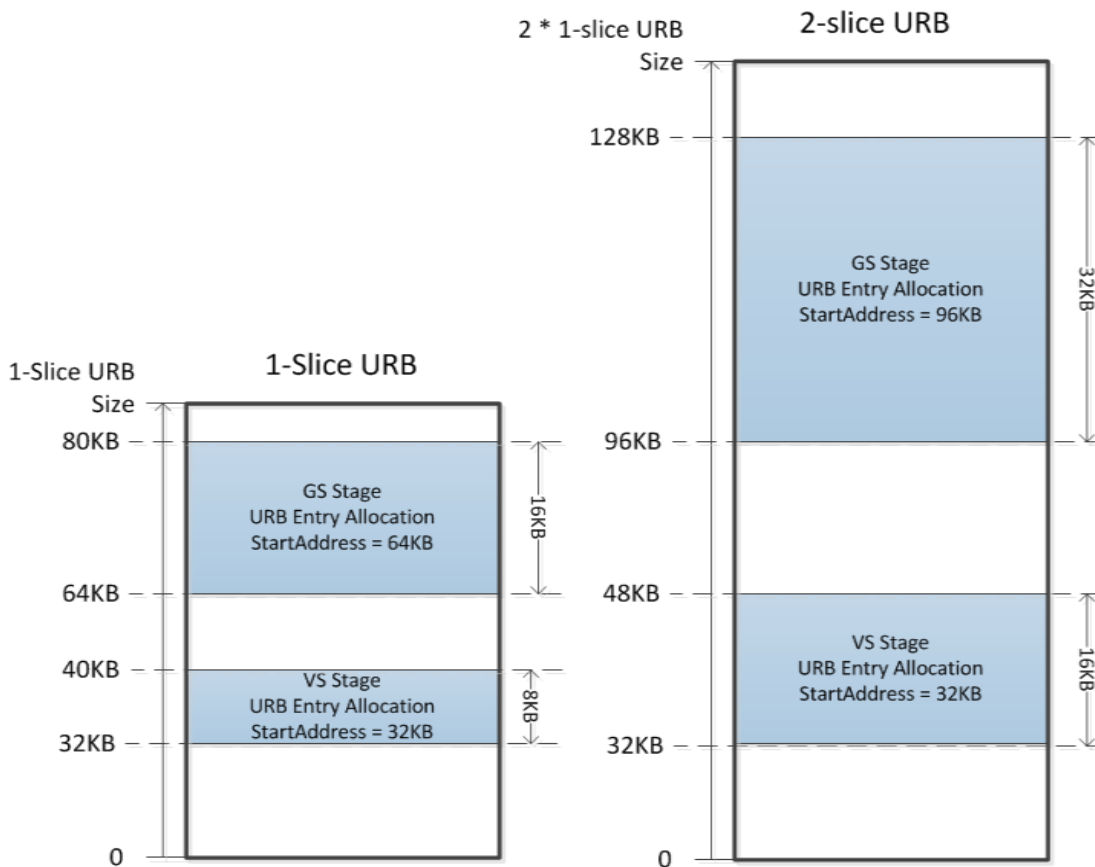 1-Slice URB
1-Slice URB
Size
80KB
GS Stage
URB Entry Allocation
StartAddress = 64KB
16KB
64KB
40KB
VS Stage
URB Entry Allocation
StartAddress = 32KB
8KB
32KB
0
2-slice URB
2 * 1-slice URB
Size
128KB
GS Stage
URB Entry Allocation
StartAddress = 96KB
32KB
96KB
48KB
VS Stage
URB Entry Allocation
StartAddress = 32KB
16KB
32KB
0